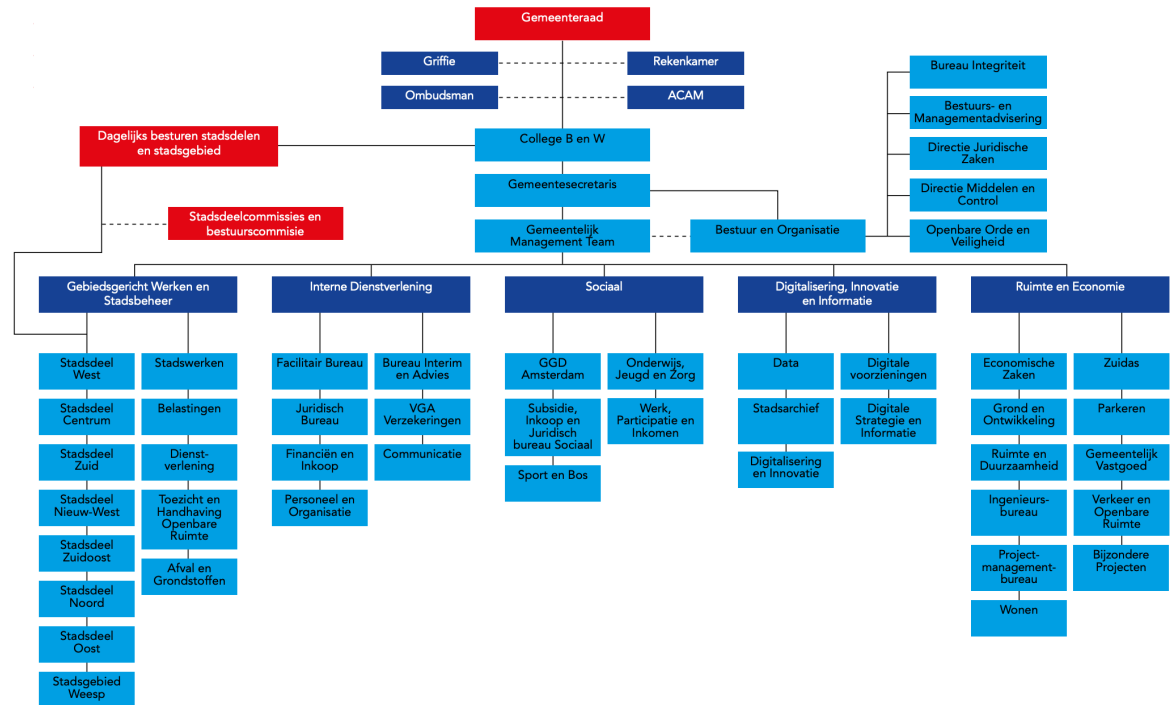 Gemeenteraad
Griffie
Rekenkamer
Ombudsman
ACAM
Bureau Integriteit
Bestuurs- en
Managementadvisering
Directie Juridische
Zaken
Directie Middelen en
Control
Openbare Orde en
Veiligheid
Dagelijks besturen stadsdelen
en stadsgebied
College B en W
Gemeentesecretaris
Stadsdeelcommissies en
bestuurscommisie
Gemeentelijk
Management Team
Bestuur en Organisatie
Gebiedsgericht Werken en
Stadsbeheer
Stadsdeel
West
Stadsdeel
Centrum
Stadsdeel
Zuid
Stadsdeel
Nieuw-West
Stadsdeel
Zuidoost
Stadsdeel
Noord
Stadsdeel
Oost
Stadsgebied
Weesp
Stadswerken
Belastingen
Dienst-
verlening
Toezicht en
Handhaving
Openbare
Ruimte
Afval en
Grondstoffen
Interne Dienstverlening
Facilitair Bureau
Juridisch
Bureau
Financiën en
Inkoop
Personeel en
Organisatie
Bureau Interim
en Advies
VGA
Verzekeringen
Communicatie
Sociaal
GGD
Amsterdam
Subsidie,
Inkoop en
Juridisch
bureau Sociaal
Sport en Bos
Onderwijs,
Jeugd en Zorg
Werk,
Participatie en
Inkomen
Digitalisering, Innovatie
en Informatie
Data
Stadsarchief
Digitalisering
en Innovatie
Digitale
voorzieningen
Digitale
Strategie en
Informatie
Ruimte en Economie
Economische
Zaken
Grond en
Ontwikkeling
Ruimte en
Duurzaamheid
Ingenieurs-
bureau
Project-
management-
bureau
Wonen
Zuidas
Parkeren
Gemeentelijk
Vastgoed
Verkeer en
Openbare
Ruimte
Bijzondere
Projecten